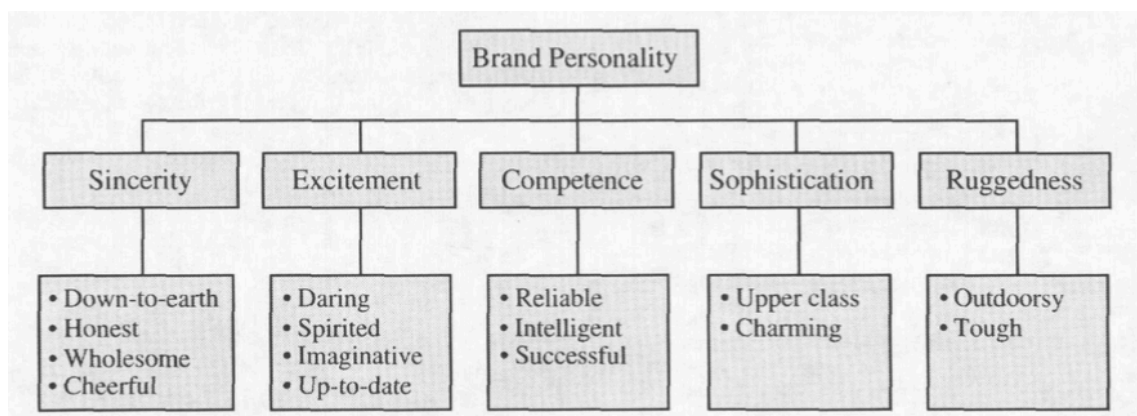 Brand Personality
Sincerity
Excitement
Competence
Sophistication
Ruggedness
• Down-to-earth
• Honest
• Wholesome
• Cheerful
• Daring
• Spirited
• Imaginative
• Up-to-date
• Reliable
• Intelligent
• Successful
• Upper class
• Charming
• Outdoorsy
• Tough